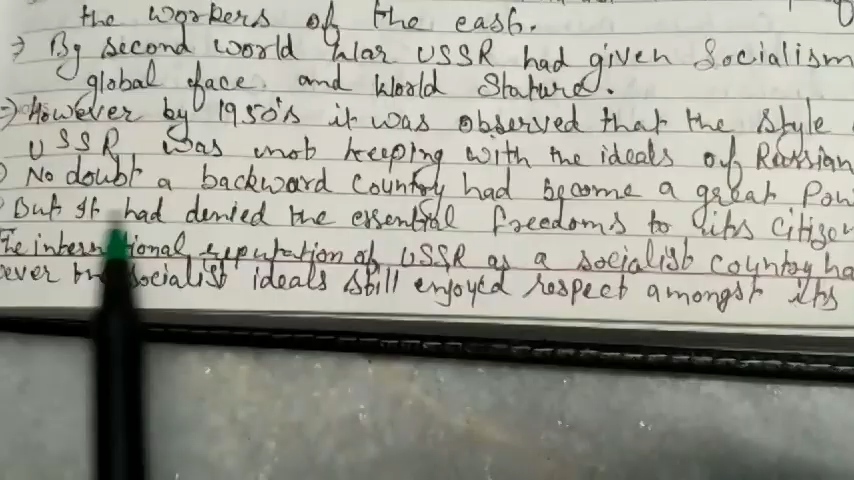 the workers of the east.
→ By second world War USSR had given Socialism
global face and World Stature.
However by 1950's it was observed that the style
USSR was not keeping with the ideals of Russian
No doubt a backward Country had become a great
But It had denied the essential freedoms to its
The international reputation of USSR as a socialist country
socialist ideals still enjoyed respect amongst its